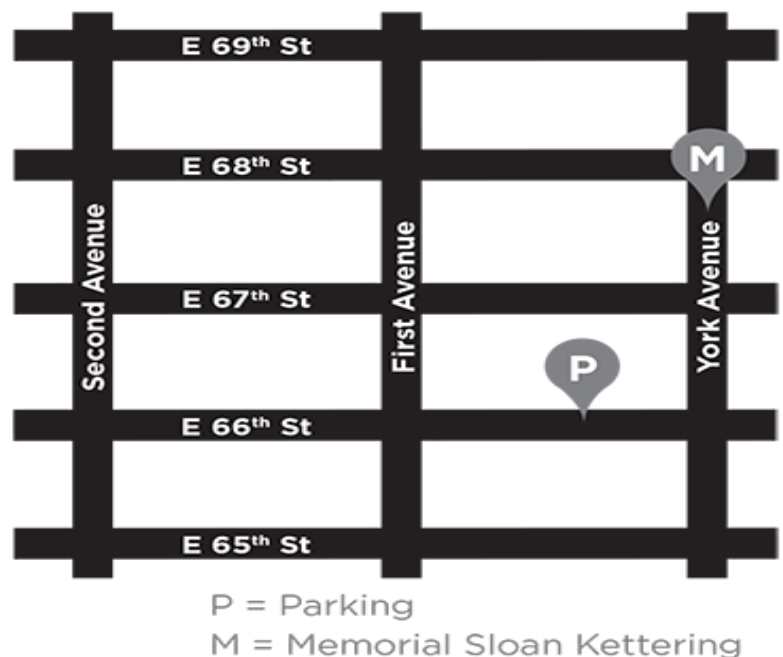 E 69th St
E 68th St
M
Second Avenue
First Avenue
York Avenue
E 67th St
P
E 66th St
E 65th St
P = Parking
M = Memorial Sloan Kettering